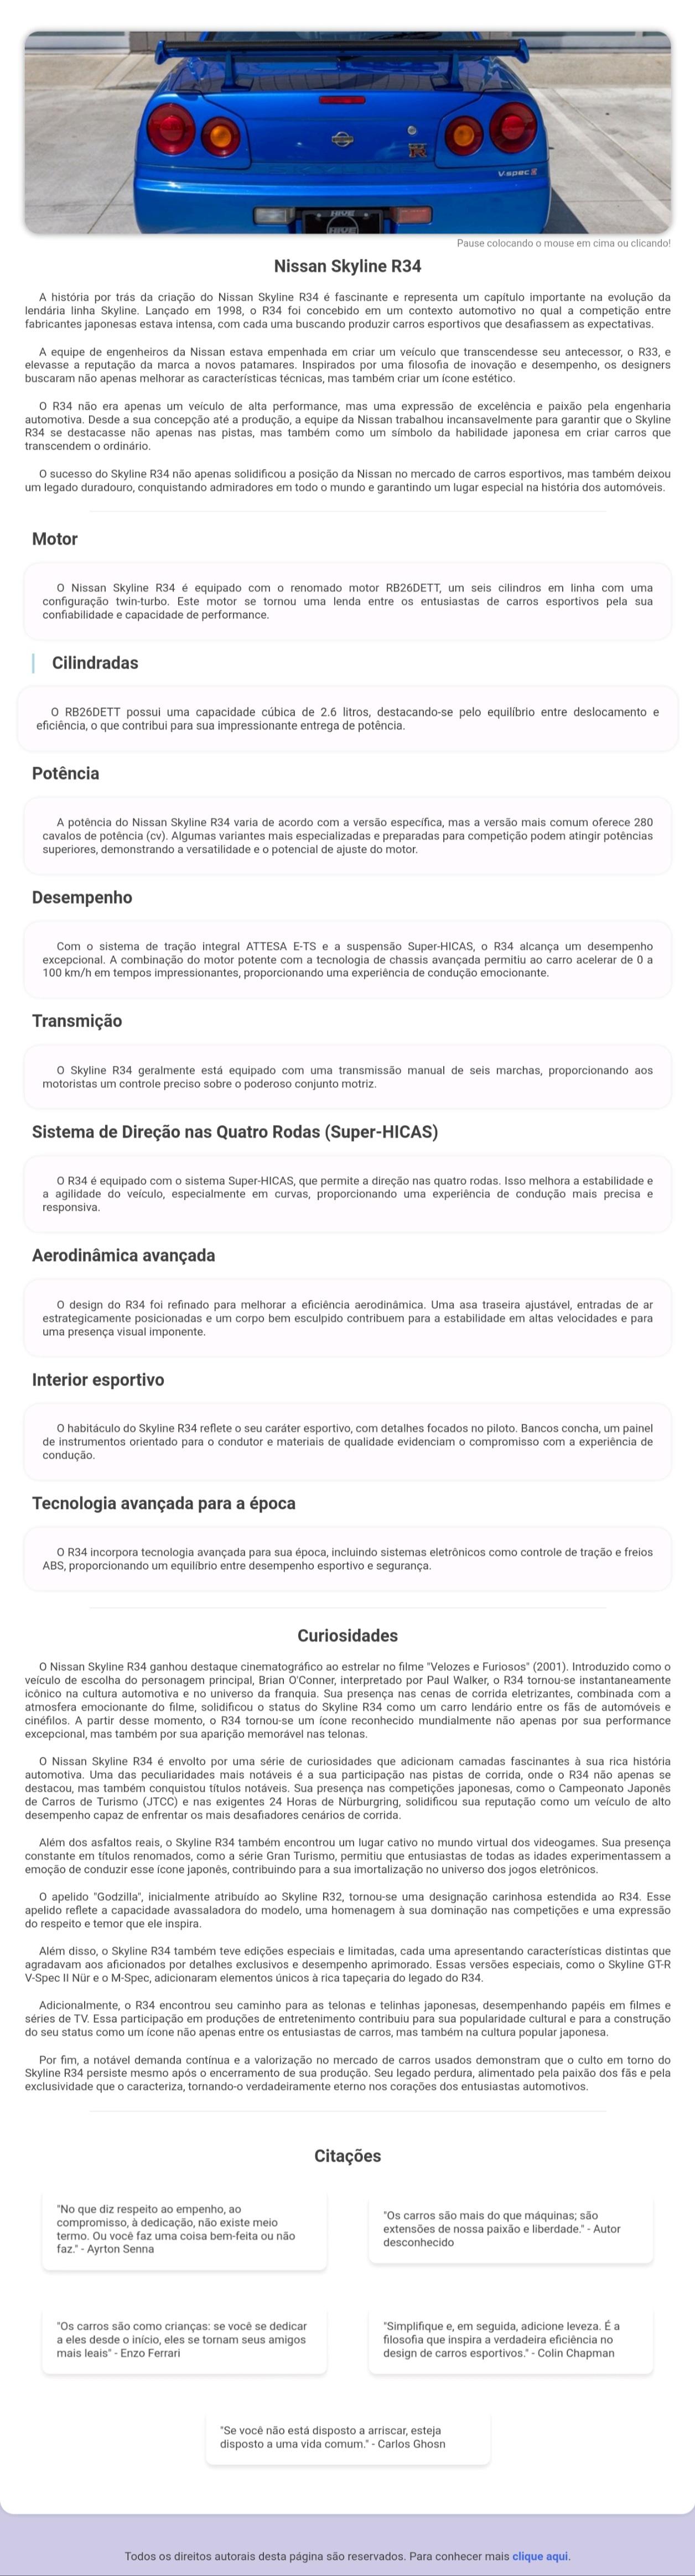 V-spec II
HIVE
Pause colocando o mouse em cima ou clicando!
Nissan Skyline R34
A história por trás da criação do Nissan Skyline R34 é fascinante e representa um capítulo importante na evolução da
lendária linha Skyline. Lançado em 1998, o R34 foi concebido em um contexto automotivo no qual a competição entre
fabricantes japonesas estava intensa, com cada uma buscando produzir carros esportivos que desafiassem as expectativas.
A equipe de engenheiros da Nissan estava empenhada em criar um veículo que transcendesse seu antecessor, o R33, e
elevasse a reputação da marca a novos patamares. Inspirados por uma filosofia de inovação e desempenho, os designers
buscaram não apenas melhorar as características técnicas, mas também criar um ícone estético.
O R34 não era apenas um veículo de alta performance, mas uma expressão de excelência e paixão pela engenharia
automotiva. Desde a sua concepção até a produção, a equipe da Nissan trabalhou incansavelmente para garantir que o Skyline
R34 se destacasse não apenas nas pistas, mas também como um símbolo da habilidade japonesa em criar carros que
transcendem o ordinário.
O sucesso do Skyline R34 não apenas solidificou a posição da Nissan no mercado de carros esportivos, mas também deixou
um legado duradouro, conquistando admiradores em todo o mundo e garantindo um lugar especial na história dos automóveis.
Motor
O Nissan Skyline R34 é equipado com o renomado motor RB26DETT, um seis cilindros em linha com uma
configuração twin-turbo. Este motor se tornou uma lenda entre os entusiastas de carros esportivos pela sua
confiabilidade e capacidade de performance.
Cilindradas
O RB26DETT possui uma capacidade cúbica de 2.6 litros, destacando-se pelo equilíbrio entre deslocamento e
eficiência, o que contribui para sua impressionante entrega de potência.
Potência
A potência do Nissan Skyline R34 varia de acordo com a versão específica, mas a versão mais comum oferece 280
cavalos de potência (cv). Algumas variantes mais especializadas e preparadas para competição podem atingir potências
superiores, demonstrando a versatilidade e o potencial de ajuste do motor.
Desempenho
Com o sistema de tração integral ATTESA E-TS e a suspensão Super-HICAS, o R34 alcança um desempenho
excepcional. A combinação do motor potente com a tecnologia de chassis avançada permitiu ao carro acelerar de 0 a
100 km/h em tempos impressionantes, proporcionando uma experiência de condução emocionante.
Transmição
O Skyline R34 geralmente está equipado com uma transmissão manual de seis marchas, proporcionando aos
motoristas um controle preciso sobre o poderoso conjunto motriz.
Sistema de Direção nas Quatro Rodas (Super-HICAS)
O R34 é equipado com o sistema Super-HICAS, que permite a direção nas quatro rodas. Isso melhora a estabilidade e
a agilidade do veículo, especialmente em curvas, proporcionando uma experiência de condução mais precisa e
responsiva.
Aerodinâmica avançada
O design do R34 foi refinado para melhorar a eficiência aerodinâmica. Uma asa traseira ajustável, entradas de ar
estrategicamente posicionadas e um corpo bem esculpido contribuem para a estabilidade em altas velocidades e para
uma presença visual imponente.
Interior esportivo
O habitáculo do Skyline R34 reflete o seu caráter esportivo, com detalhes focados no piloto. Bancos concha, um painel
de instrumentos orientado para o condutor e materiais de qualidade evidenciam o compromisso com a experiência de
condução.
Tecnologia avançada para a época
O R34 incorpora tecnologia avançada para sua época, incluindo sistemas eletrônicos como controle de tração e freios
ABS, proporcionando um equilíbrio entre desempenho esportivo e segurança.
Curiosidades
O Nissan Skyline R34 ganhou destaque cinematográfico ao estrelar no filme "Velozes e Furiosos" (2001). Introduzido como o
veículo de escolha do personagem principal, Brian O'Conner, interpretado por Paul Walker, o R34 tornou-se instantaneamente
icônico na cultura automotiva e no universo da franquia. Sua presença nas cenas de corrida eletrizantes, combinada com a
atmosfera emocionante do filme, solidificou o status do Skyline R34 como um carro lendário entre os fãs de automóveis e
cinéfilos. A partir desse momento, o R34 tornou-se um ícone reconhecido mundialmente não apenas por sua performance
excepcional, mas também por sua aparição memorável nas telonas.
O Nissan Skyline R34 é envolto por uma série de curiosidades que adicionam camadas fascinantes à sua rica história
automotiva. Uma das peculiaridades mais notáveis é a sua participação nas pistas de corrida, onde o R34 não apenas se
destacou, mas também conquistou títulos notáveis. Sua presença nas competições japonesas, como o Campeonato Japonês
de Carros de Turismo (JTCC) e nas exigentes 24 Horas de Nürburgring, solidificou sua reputação como um veículo de alto
desempenho capaz de enfrentar os mais desafiadores cenários de corrida.
Além dos asfaltos reais, o Skyline R34 também encontrou um lugar cativo no mundo virtual dos videogames. Sua presença
constante em títulos renomados, como a série Gran Turismo, permitiu que entusiastas de todas as idades experimentassem a
emoção de conduzir esse ícone japonês, contribuindo para a sua imortalização no universo dos jogos eletrônicos.
O apelido "Godzilla", inicialmente atribuído ao Skyline R32, tornou-se uma designação carinhosa estendida ao R34. Esse
apelido reflete a capacidade avassaladora do modelo, uma homenagem à sua dominação nas competições e uma expressão
do respeito e temor que ele inspira.
Além disso, o Skyline R34 também teve edições especiais e limitadas, cada uma apresentando características distintas que
agradavam aos aficionados por detalhes exclusivos e desempenho aprimorado. Essas versões especiais, como o Skyline GT-R
V-Spec II Nür e o M-Spec, adicionaram elementos únicos à rica tapeçaria do legado do R34.
Adicionalmente, o R34 encontrou seu caminho para as telonas e telinhas japonesas, desempenhando papéis em filmes e
séries de TV. Essa participação em produções de entretenimento contribuiu para sua popularidade cultural e para a construção
do seu status como um ícone não apenas entre os entusiastas de carros, mas também na cultura popular japonesa.
Por fim, a notável demanda contínua e a valorização no mercado de carros usados demonstram que o culto em torno do
Skyline R34 persiste mesmo após o encerramento de sua produção. Seu legado perdura, alimentado pela paixão dos fãs e pela
exclusividade que o caracteriza, tornando-o verdadeiramente eterno nos corações dos entusiastas automotivos.
Citações
"No que diz respeito ao empenho, ao
compromisso, à dedicação, não existe meio
termo. Ou você faz uma coisa bem-feita ou não
faz." - Ayrton Senna
"Os carros são mais do que máquinas; são
extensões de nossa paixão e liberdade." - Autor
desconhecido
"Os carros são como crianças: se você se dedicar
a eles desde o início, eles se tornam seus amigos
mais leais" - Enzo Ferrari
"Simplifique e, em seguida, adicione leveza. É a
filosofia que inspira a verdadeira eficiência no
design de carros esportivos." - Colin Chapman
"Se você não está disposto a arriscar, esteja
disposto a uma vida comum." - Carlos Ghosn
Todos os direitos autorais desta página são reservados. Para conhecer mais clique aqui.